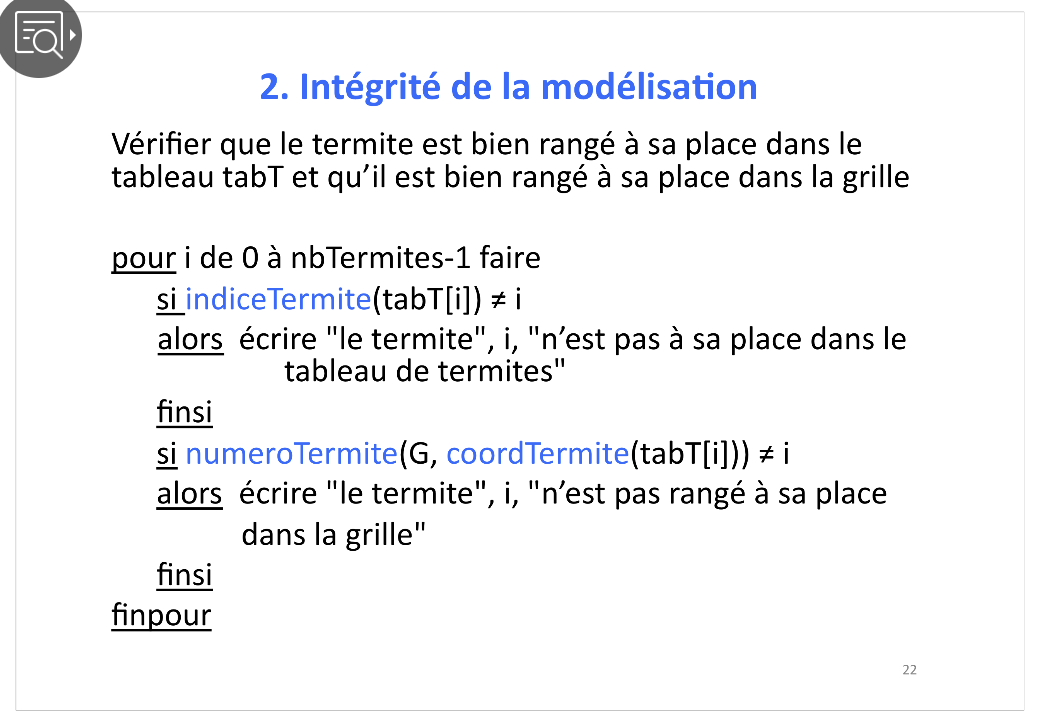 2. Intégrité de la modélisation
Vérifier que le termite est bien rangé à sa place dans le
tableau tabT et qu’il est bien rangé à sa place dans la grille
pour i de 0 à nbTermites-1 faire
si indiceTermite(tabT[i]) ≠ i
alors écrire "le termite", i, "n’est pas à sa place dans le
tableau de termites"
finsi
si numeroTermite(G, coordTermite(tabT[i])) ≠ i
alors écrire "le termite", i, "n’est pas rangé à sa place
dans la grille"
finsi
finpour
22